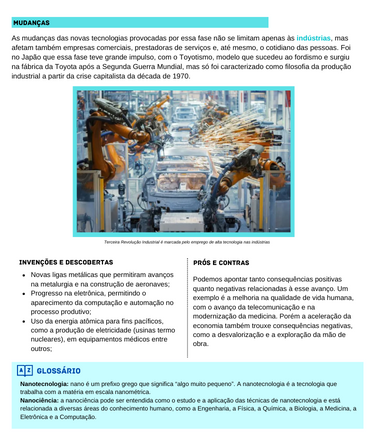 MUDANÇAS
As mudanças das novas tecnologias provocadas por essa fase não se limitam apenas às indústrias, mas
afetam também empresas comerciais, prestadoras de serviços e, até mesmo, o cotidiano das pessoas. Foi
no Japão que essa fase teve grande impulso, com o Toyotismo, modelo que sucedeu ao fordismo e surgiu
na fábrica da Toyota após a Segunda Guerra Mundial, mas só foi caracterizado como filosofia da produção
industrial a partir da crise capitalista da década de 1970.
Terceira Revolução Industrial é marcada pelo emprego de alta tecnologia nas indústrias
INVENÇÕES E DESCOBERTAS
• Novas ligas metálicas que permitiram avanços
na metalurgia e na construção de aeronaves;
• Progresso na eletrônica, permitindo o
aparecimento da computação e automação no
processo produtivo;
• Uso da energia atômica para fins pacíficos,
como a produção de eletricidade (usinas termo
nucleares), em equipamentos médicos entre
outros;
PRÓS E CONTRAS
Podemos apontar tanto consequências positivas
quanto negativas relacionadas à esse avanço. Um
exemplo é a melhoria na qualidade de vida humana,
com o avanço da telecomunicação e na
modernização da medicina. Porém a aceleração da
economia também trouxe consequências negativas,
como a desvalorização e a exploração da mão de
obra.
A Z GLOSSÁRIO
Nanotecnologia: nano é um prefixo grego que significa "algo muito pequeno". A nanotecnologia é a tecnologia que
trabalha com a matéria em escala nanométrica.
Nanociência: a nanociência pode ser entendida como o estudo e a aplicação das técnicas de nanotecnologia e está
relacionada a diversas áreas do conhecimento humano, como a Engenharia, a Física, a Química, a Biologia, a Medicina, a
Eletrônica e a Computação.